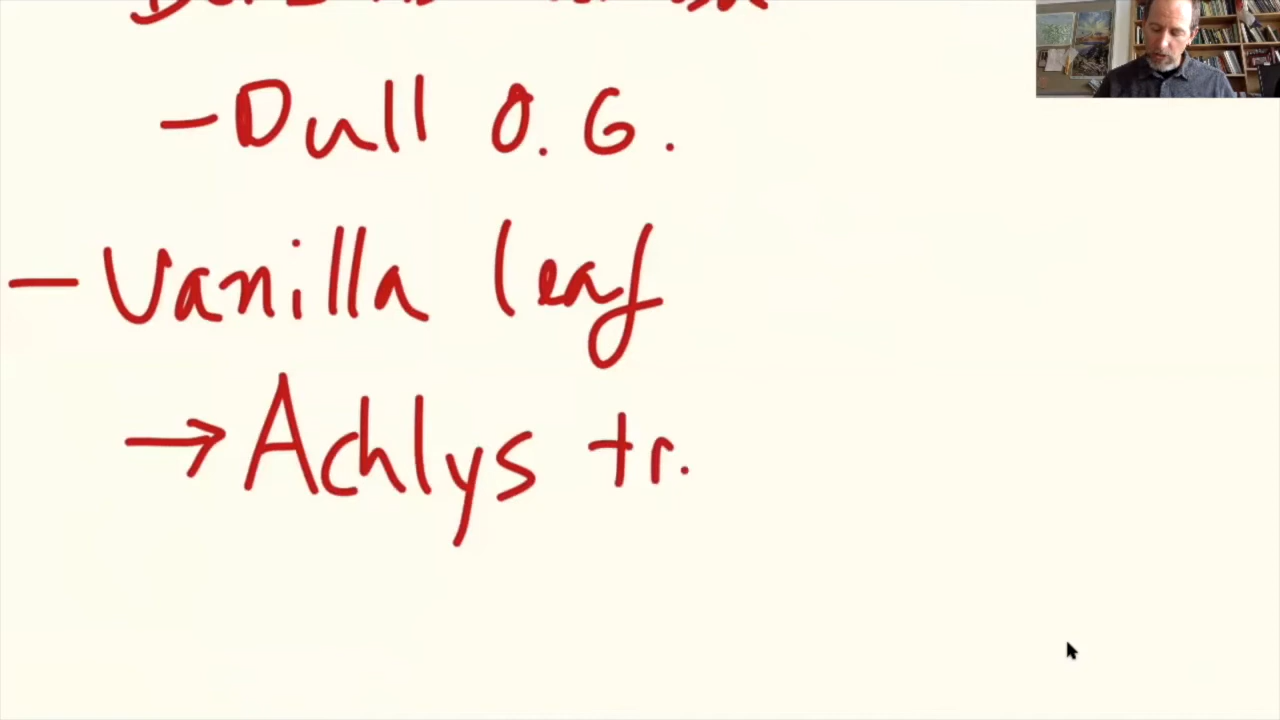 - Dull O.G.
- Vanilla leaf
→ Achlys tr.